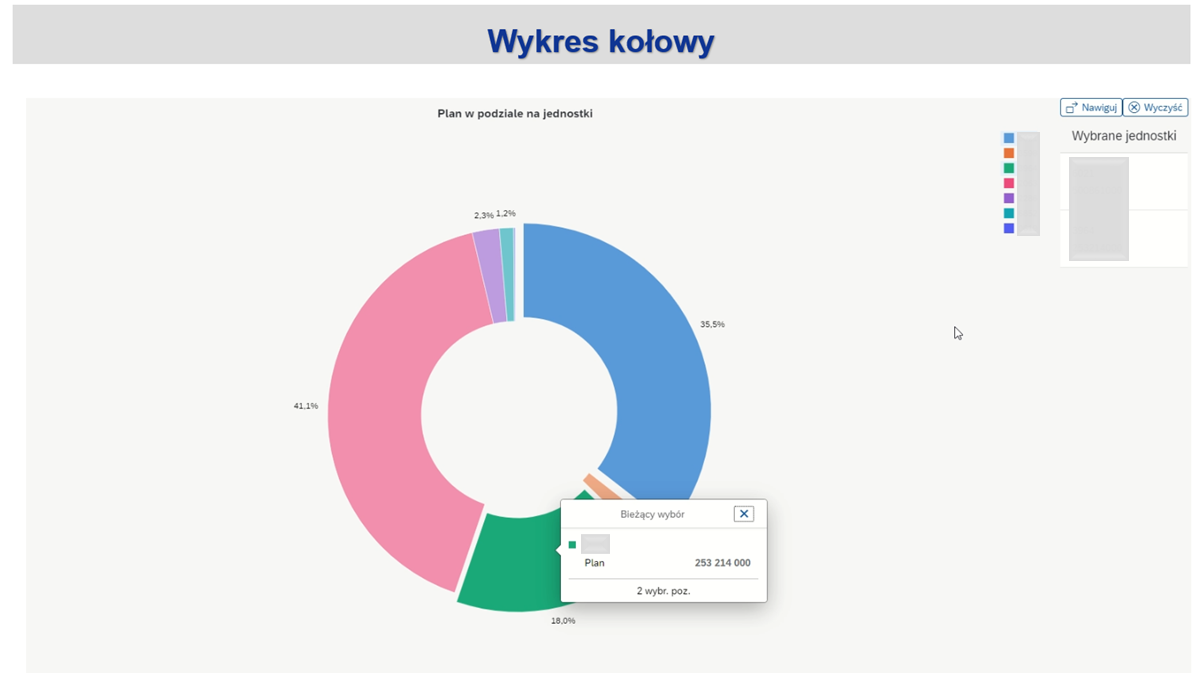 Wykres kołowy
Plan w podziale na jednostki
Nawiguj
Wyczyść
Wybrane jednostki
2,3%
1,2%
35,5%
41,1%
Bieżący wybór
Plan
253 214 000
2 wybr. poz.
18,0%